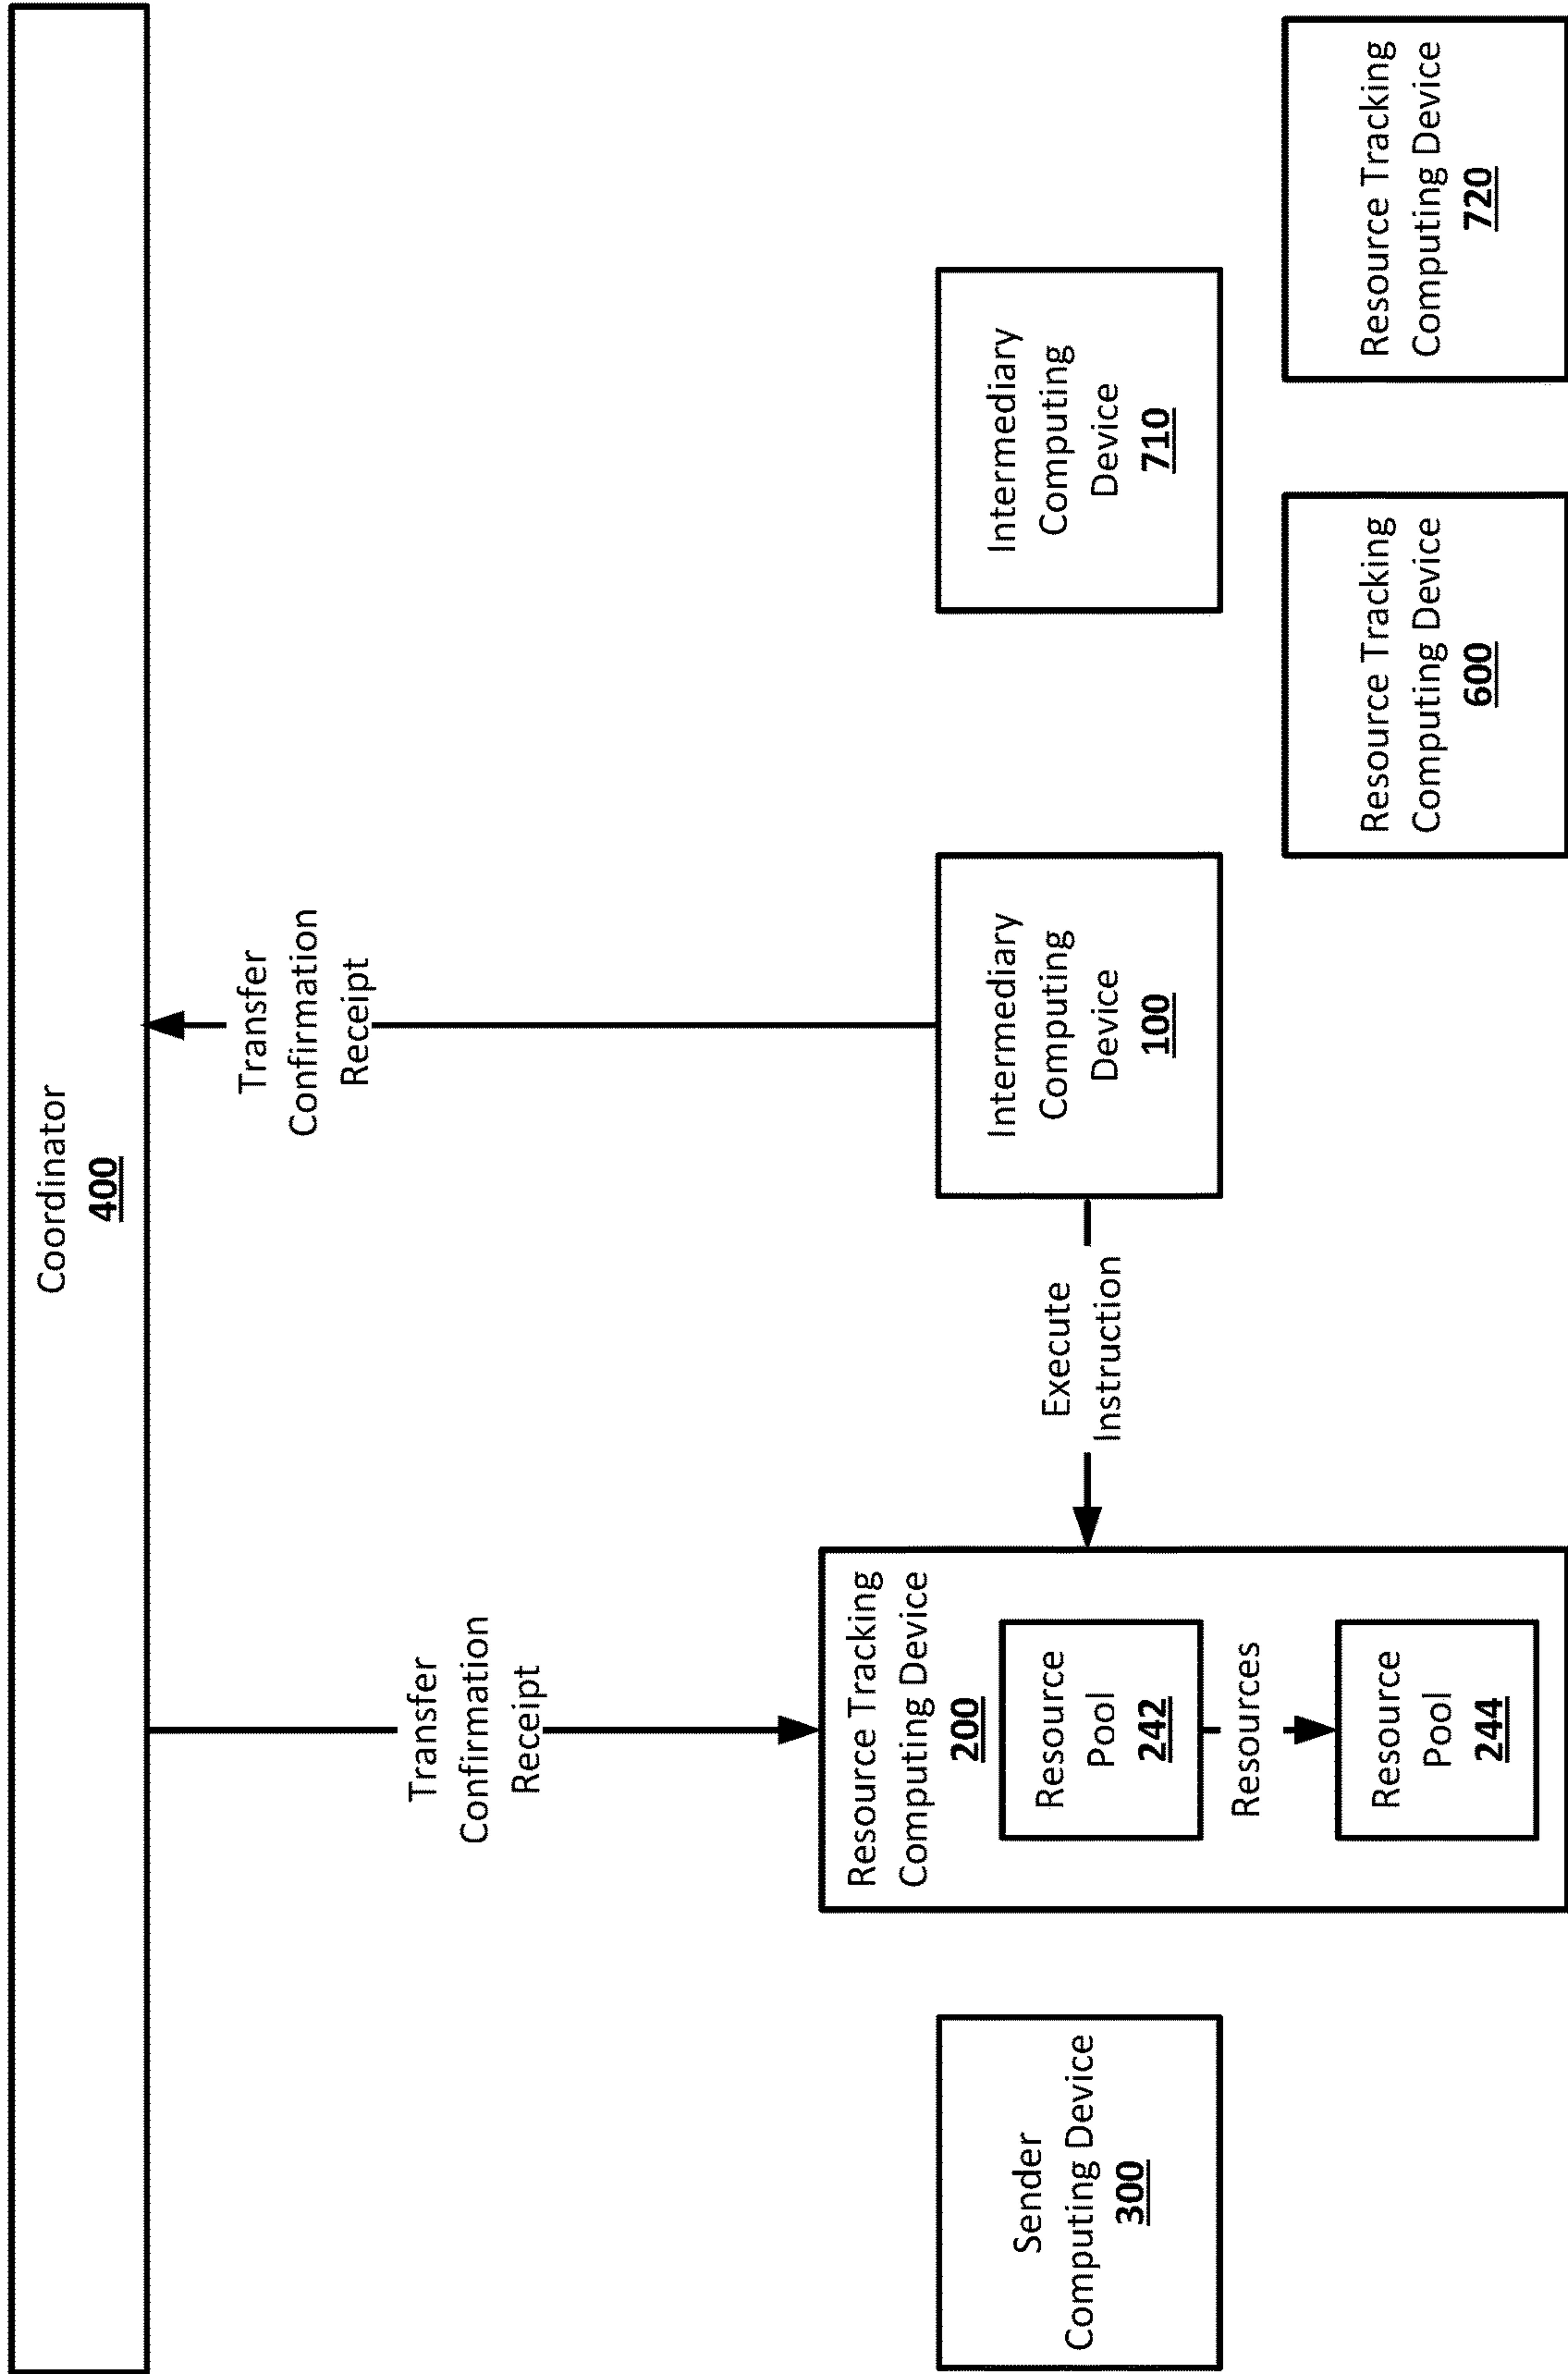 Coordinator
400
Transfer
Confirmation
Receipt
Transfer
Confirmation
Receipt
Sender
Computing Device
300
Resource Tracking
Computing Device
200
Resource
Pool
242
Resources
Resource
Pool
244
Execute
Instruction
Intermediary
Computing
Device
100
Intermediary
Computing
Device
710
Resource Tracking
Computing Device
600
Resource Tracking
Computing Device
720